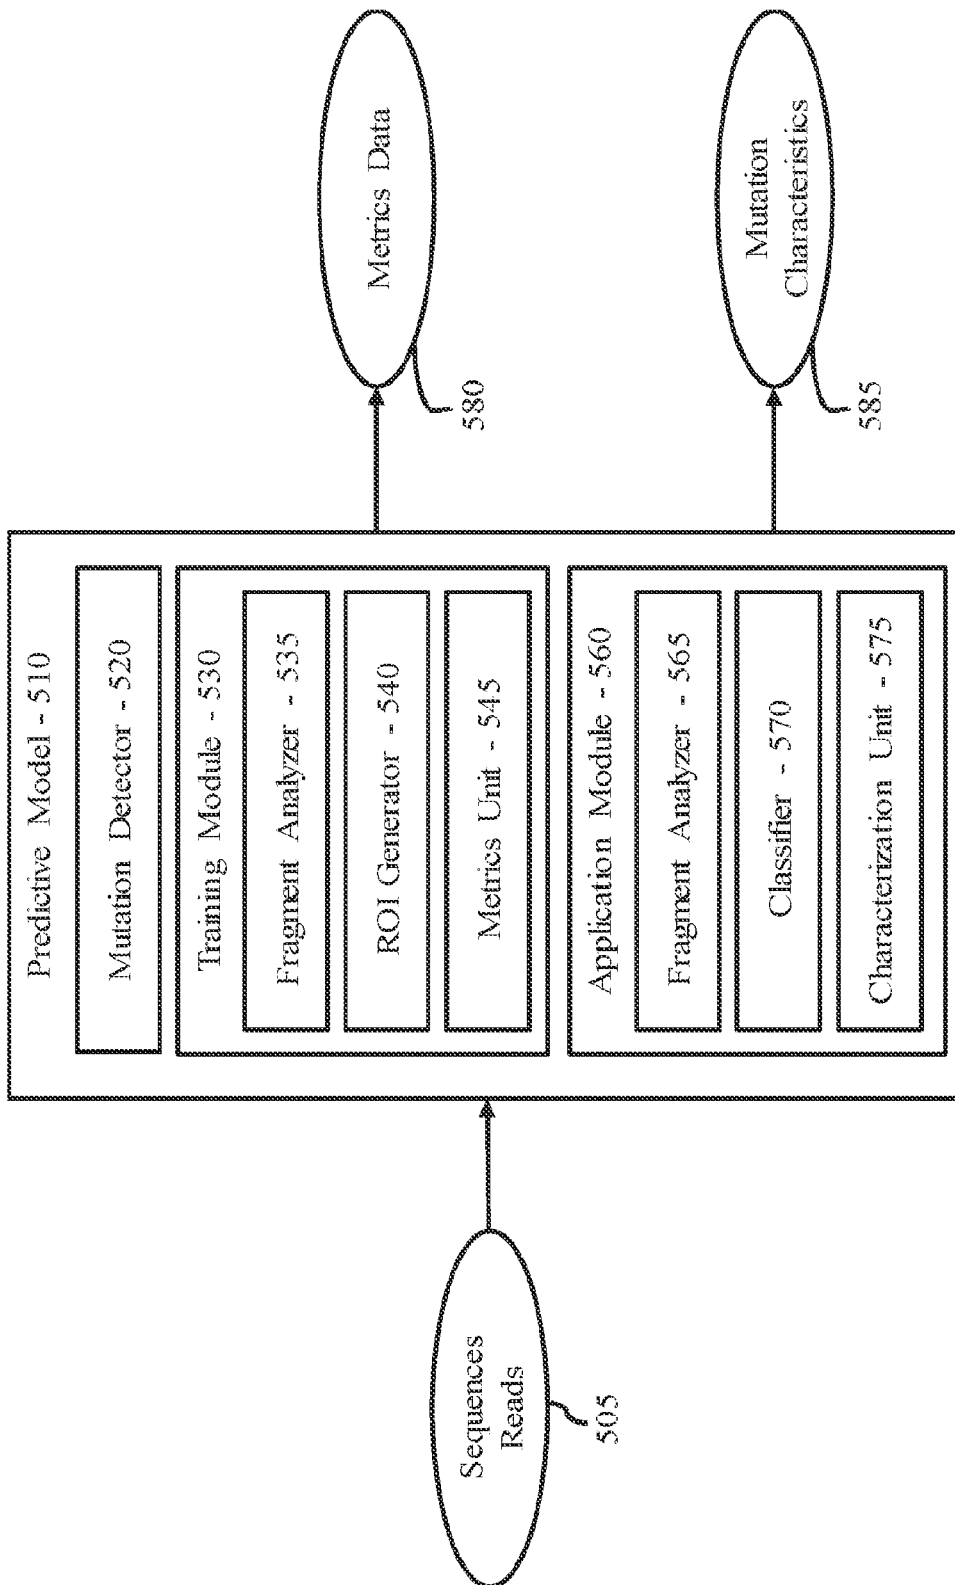 Sequences
Reads
505
Predictive Model - 510
Mutation Detector - 520
Training Module - 530
Fragment Analyzer - 535
ROI Generator - 540
Metrics Unit - 545
Application Module - 560
Fragment Analyzer - 565
Classifier - 570
Characterization Unit - 575
Metrics Data
580
Mutation
Characteristics
585